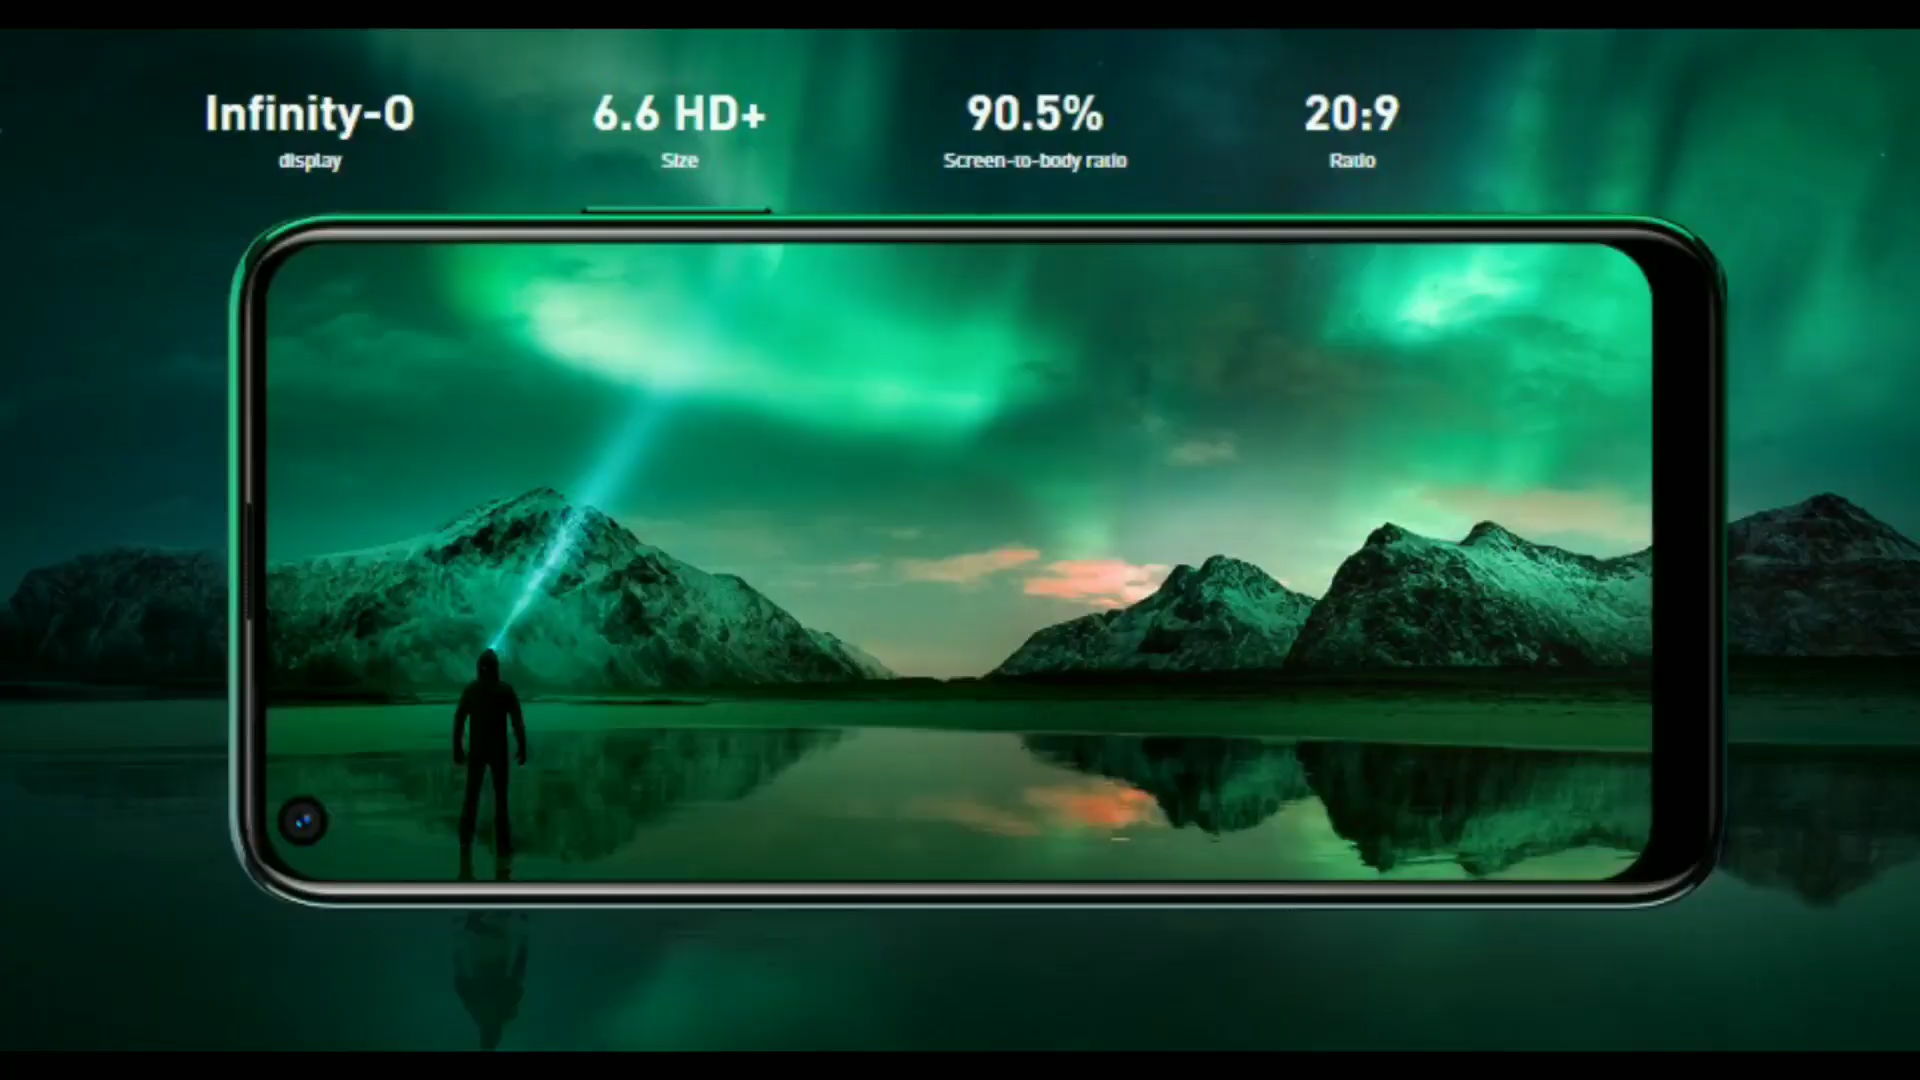 Infinity-O
display
6.6 HD+
Size
90.5%
Screen-to-body ratio
20:9
Ratio